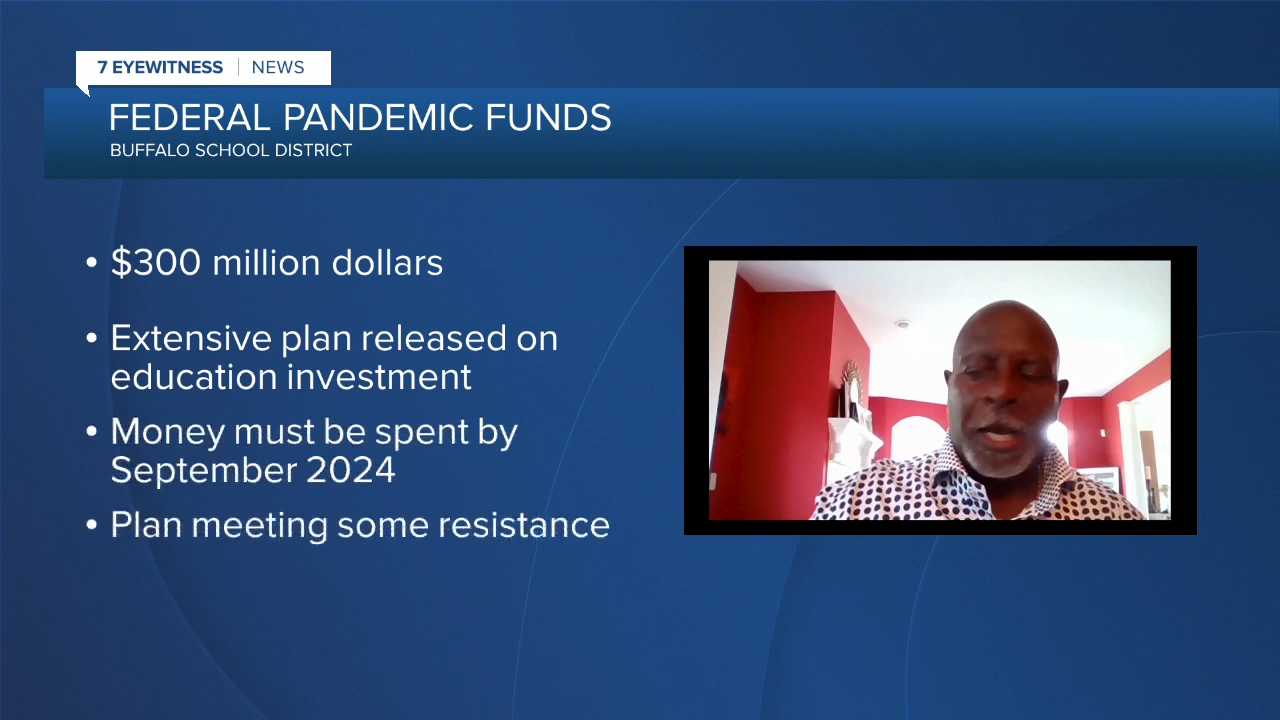 7 EYEWITNESS | NEWS
FEDERAL PANDEMIC FUNDS
BUFFALO SCHOOL DISTRICT
• $300 million dollars
• Extensive plan released on
education investment
• Money must be spent by
September 2024
• Plan meeting some resistance